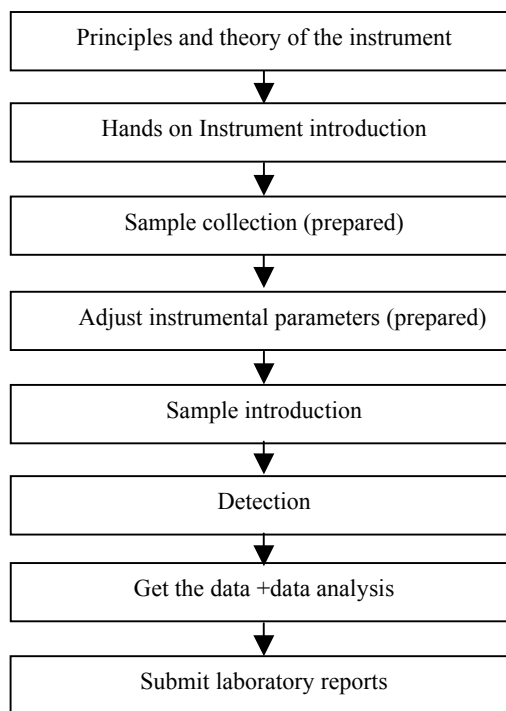 Principles and theory of the instrument
Hands on Instrument introduction
Sample collection (prepared)
Adjust instrumental parameters (prepared)
Sample introduction
Detection
Get the data +data analysis
Submit laboratory reports